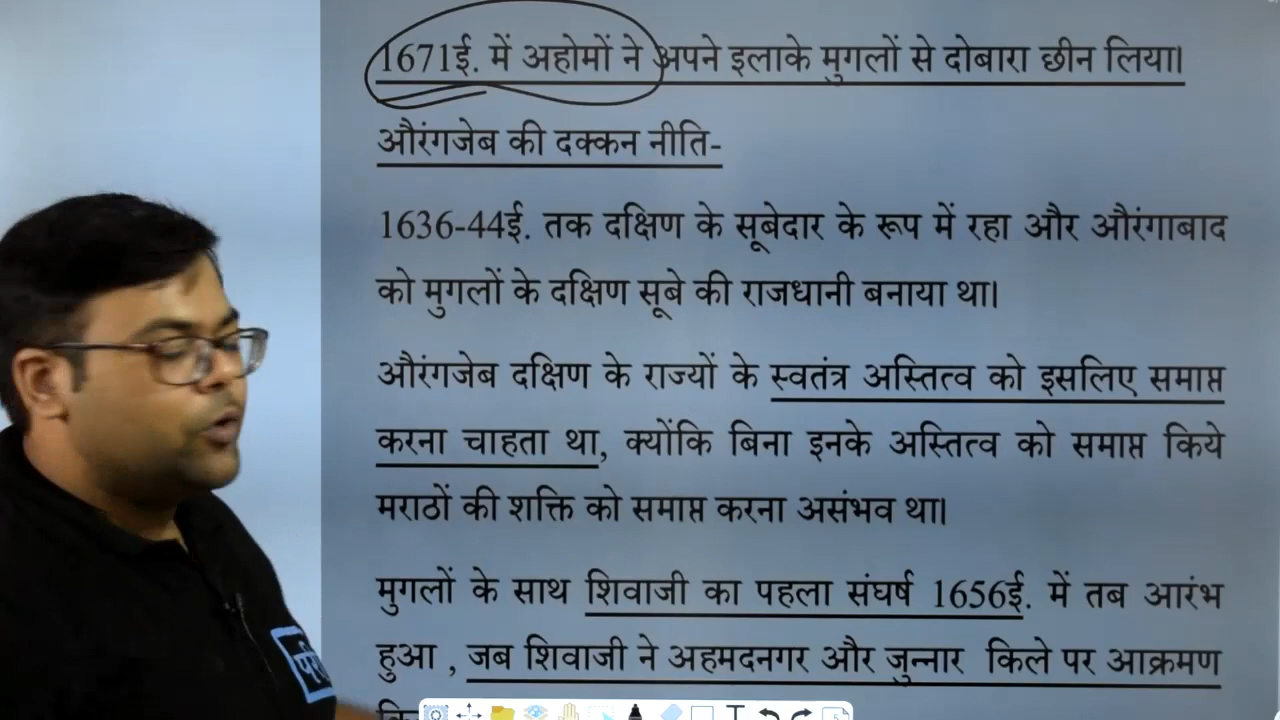 1671ई. में अहोमों ने अपने इलाके मुगलों से दोबारा छीन लिया।
औरंगजेब की दक्कन नीति-
1636-44ई. तक दक्षिण के सूबेदार के रूप में रहा और औरंगाबाद
को मुगलों के दक्षिण सूबे की राजधानी बनाया था।
औरंगजेब दक्षिण के राज्यों के स्वतंत्र अस्तित्व को इसलिए समाप्त
करना चाहता था, क्योंकि बिना इनके अस्तित्व को समाप्त किये
मराठों की शक्ति को समाप्त करना असंभव था।
मुगलों के साथ शिवाजी का पहला संघर्ष 1656ई. में तब आरंभ
हुआ , जब शिवाजी ने अहमदनगर और जुन्नार किले पर आक्रमण